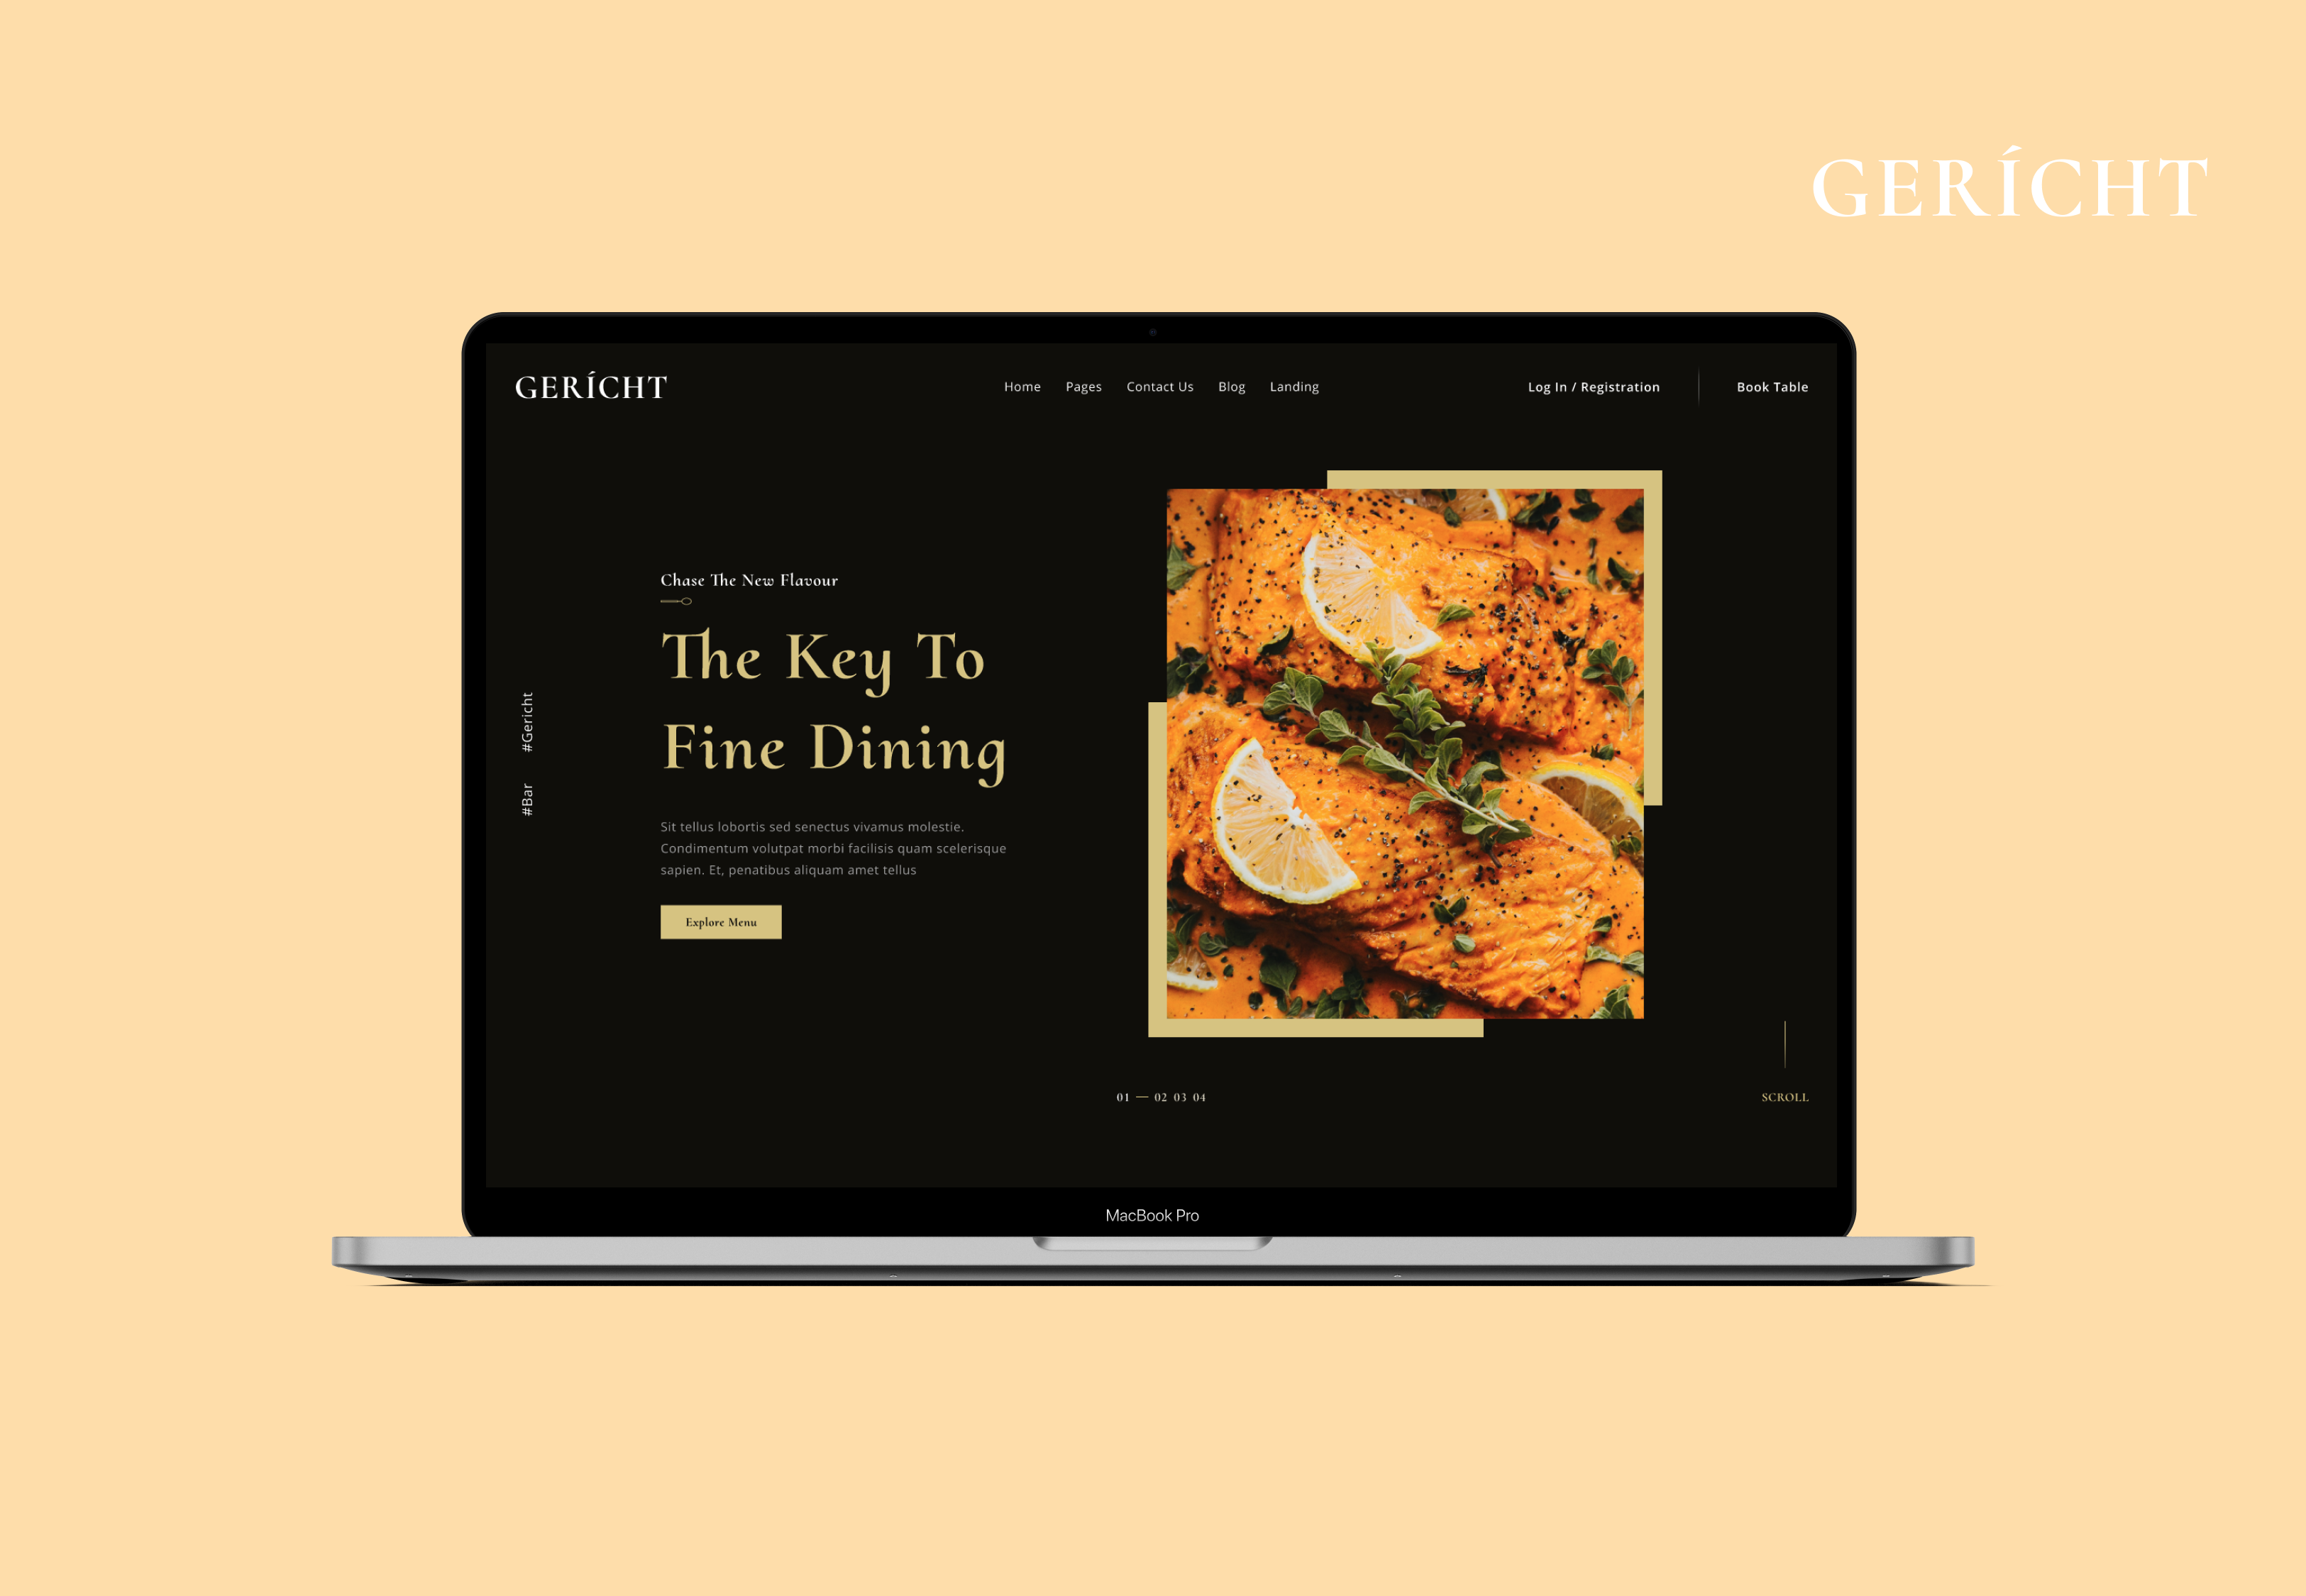 GERÍCHT
GERÍCHT
Home Pages Contact Us Blog Landing
Log In / Registration
Book Table
Chase The New Flavour
The Key To
Fine Dining
#Gericht
#Bar
Sit tellus lobortis sed senectus vivamus molestie.
Condimentum volutpat morbi facilisis quam scelerisque
sapien. Et, penatibus aliquam amet tellus
Explore Menu
01 — 02 03 04
SCROLL
MacBook Pro